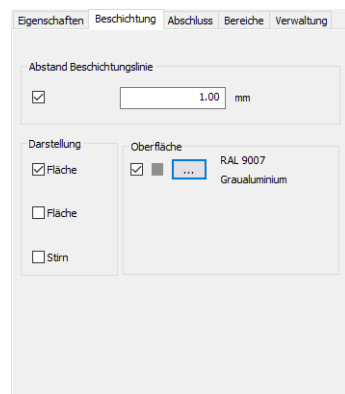 Eigenschaften Beschichtung Abschluss Bereiche Verwaltung
Abstand Beschichtungslinie
1.00 mm
Darstellung
Fläche
Fläche
Stirn
Oberfläche
... RAL 9007
Graualuminium